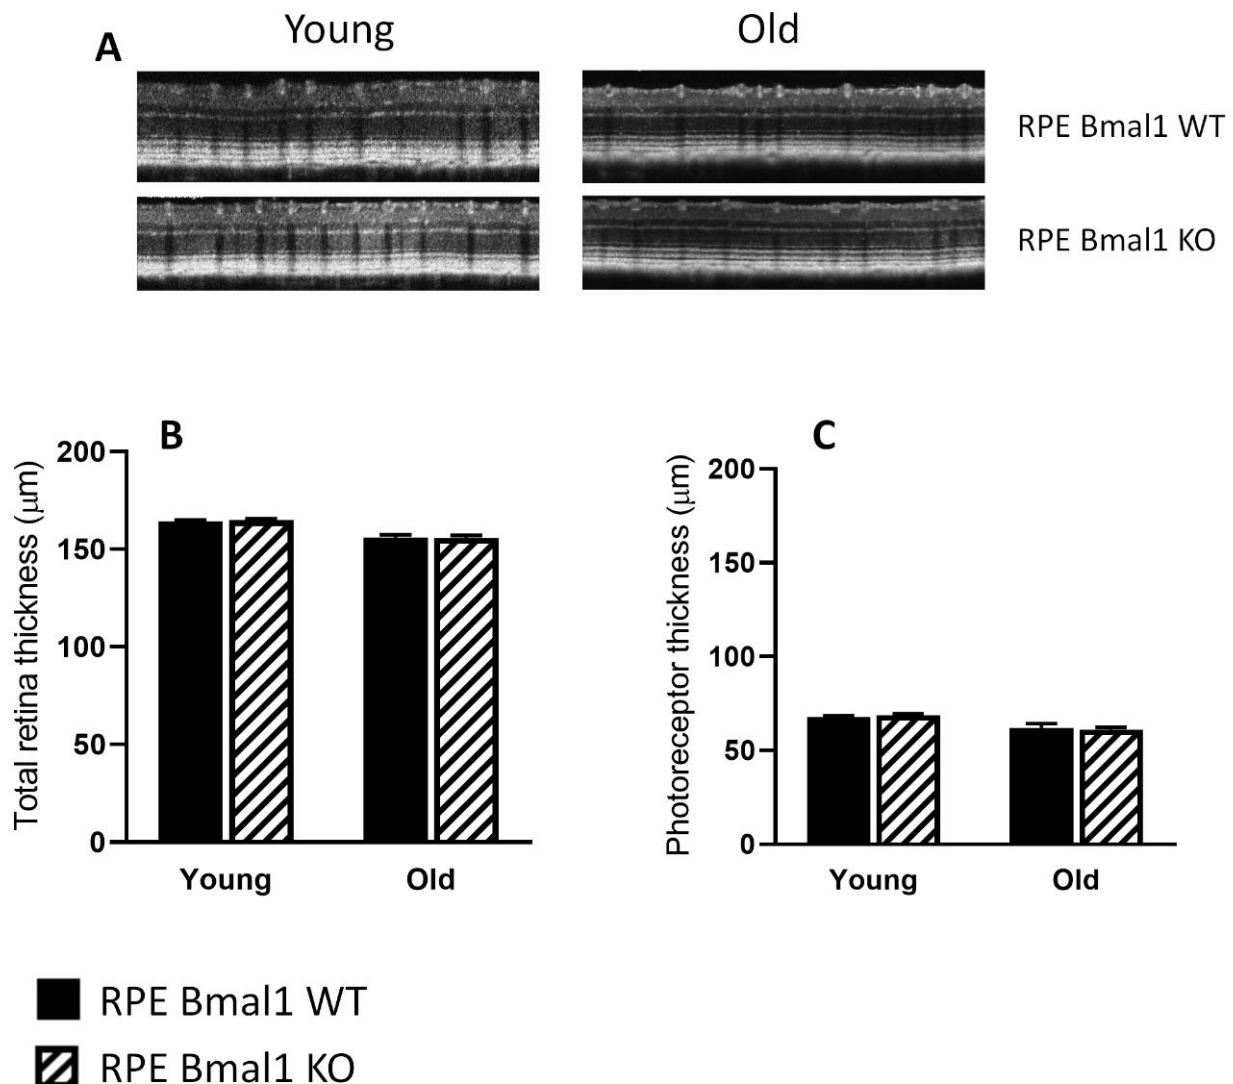 A
Young
Old
RPE Bmal1 WT
RPE Bmal1 KO
B
Total retina thickness (μm)
200
150
100
50
0
Young
Old
C
Photoreceptor thickness (μm)
200
150
100
50
0
Young
Old
RPE Bmal1 WT
RPE Bmal1 KO